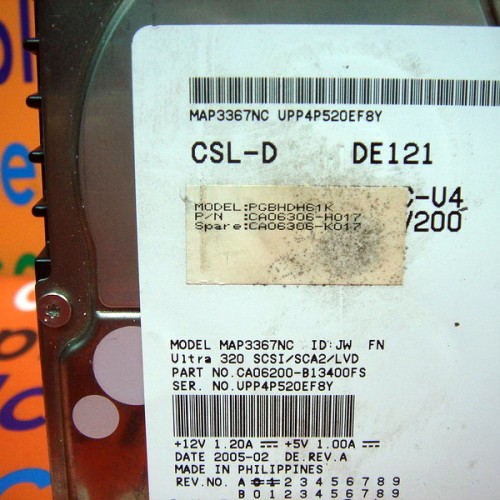 MAP3367NC UPP4P520EF8Y
CSL-D DE121
C-U4
/200
MODEL:PGBHDH61K
P/N :CA06306-H017
Spare:CA06306-K017
MODEL MAP3367NC ID:JW FN
Ultra 320 SCSI/SCA2/LVD
PART NO.CA06200-B13400FS
SER. NO.UPP4P520EF8Y
+12V 1.20A ⎓ +5V 1.00A ⎓
DATE 2005-02 DE.REV.A
MADE IN PHILIPPINES
REV.NO. A 2 3 4 5 6 7 8 9
B 0 1 2 3 4 5 6 7 8 9